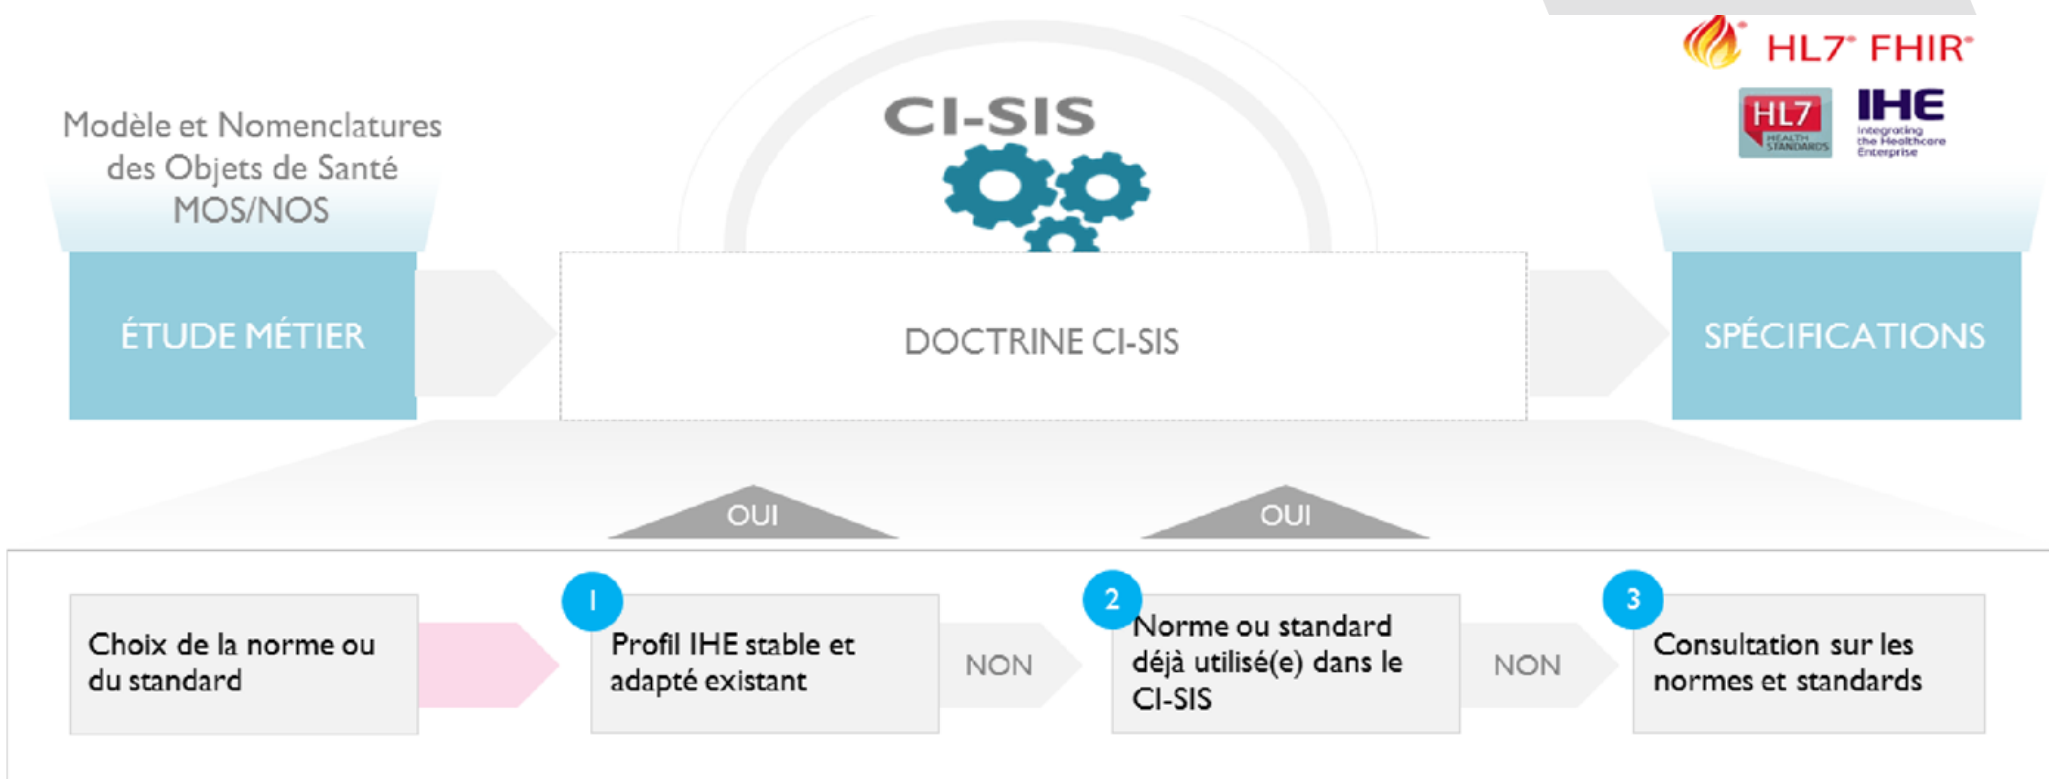 Modèle et Nomenclatures
des Objets de Santé
MOS/NOS
CI-SIS
HL7® FHIR®
HL7
HEALTH
STANDARDS
IHE
Integrating
the Healthcare
Enterprise
ÉTUDE MÉTIER
DOCTRINE CI-SIS
SPÉCIFICATIONS
OUI
OUI
Choix de la norme ou
du standard
1
Profil IHE stable et
adapté existant
NON
2
Norme ou standard
déjà utilisé(e) dans le
CI-SIS
NON
3
Consultation sur les
normes et standards